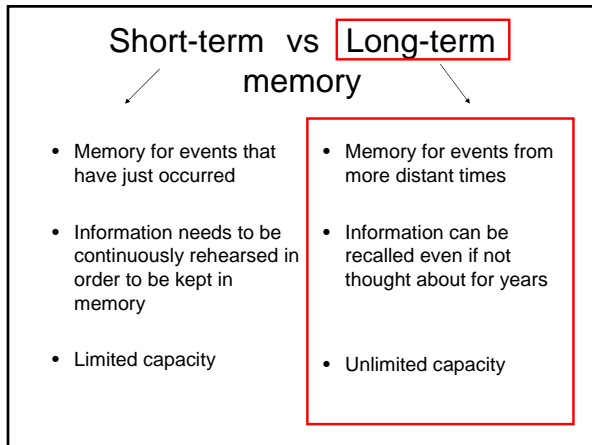 Short-term vs Long-term
memory
• Memory for events that
have just occurred
• Information needs to be
continuously rehearsed in
order to be kept in
memory
• Limited capacity
• Memory for events from
more distant times
• Information can be
recalled even if not
thought about for years
• Unlimited capacity